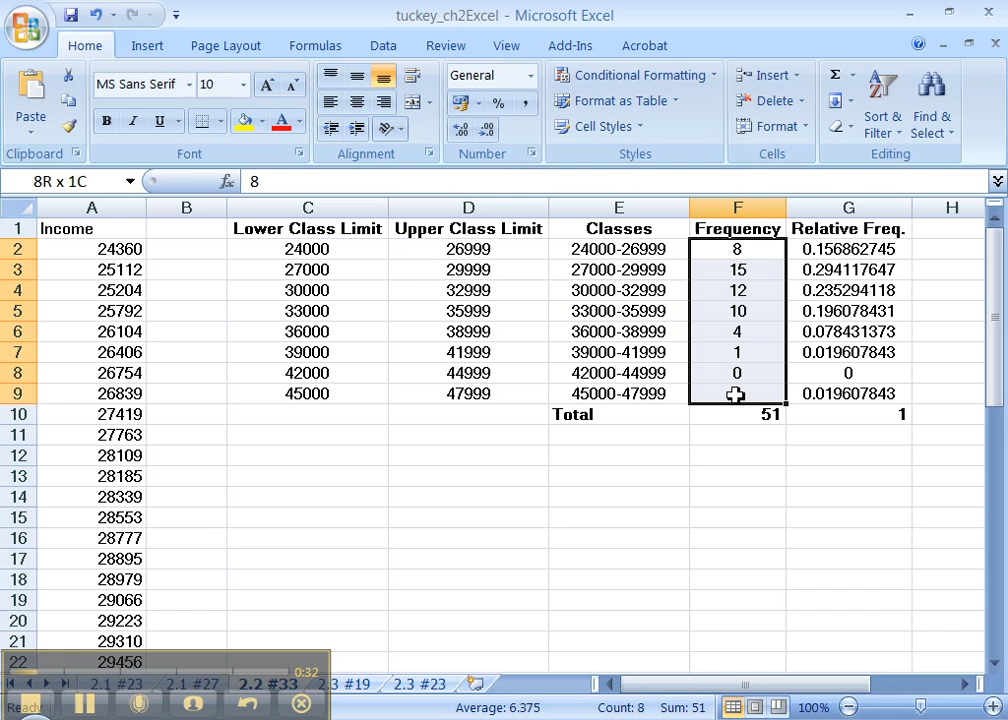 tuckey_ch2Excel - Microsoft Excel
Home Insert Page Layout Formulas Data Review View Add-Ins Acrobat
Paste
MS Sans Serif 10
General
Conditional Formatting
Format as Table
Cell Styles
Insert
Delete
Format
Sort & Filter
Find & Select
Clipboard Font Alignment Number Styles Cells Editing
8R x 1C fx 8
A B C D E F G H
1 Income Lower Class Limit Upper Class Limit Classes Frequency Relative Freq.
2 24360 24000 26999 24000-26999 8 0.156862745
3 25112 27000 29999 27000-29999 15 0.294117647
4 25204 30000 32999 30000-32999 12 0.235294118
5 25792 33000 35999 33000-35999 10 0.196078431
6 26104 36000 38999 36000-38999 4 0.078431373
7 26406 39000 41999 39000-41999 1 0.019607843
8 26754 42000 44999 42000-44999 0 0
9 26839 45000 47999 45000-47999 0.019607843
10 27419 Total 51 1
11 27763
12 28109
13 28185
14 28339
15 28553
16 28777
17 28895
18 28979
19 29066
20 29223
21 29310
22 29456
0:32
2.1 #23 2.1 #27 2.2 #33 2.3 #19 2.3 #23
Ready Average: 6.375 Count: 8 Sum: 51 100%